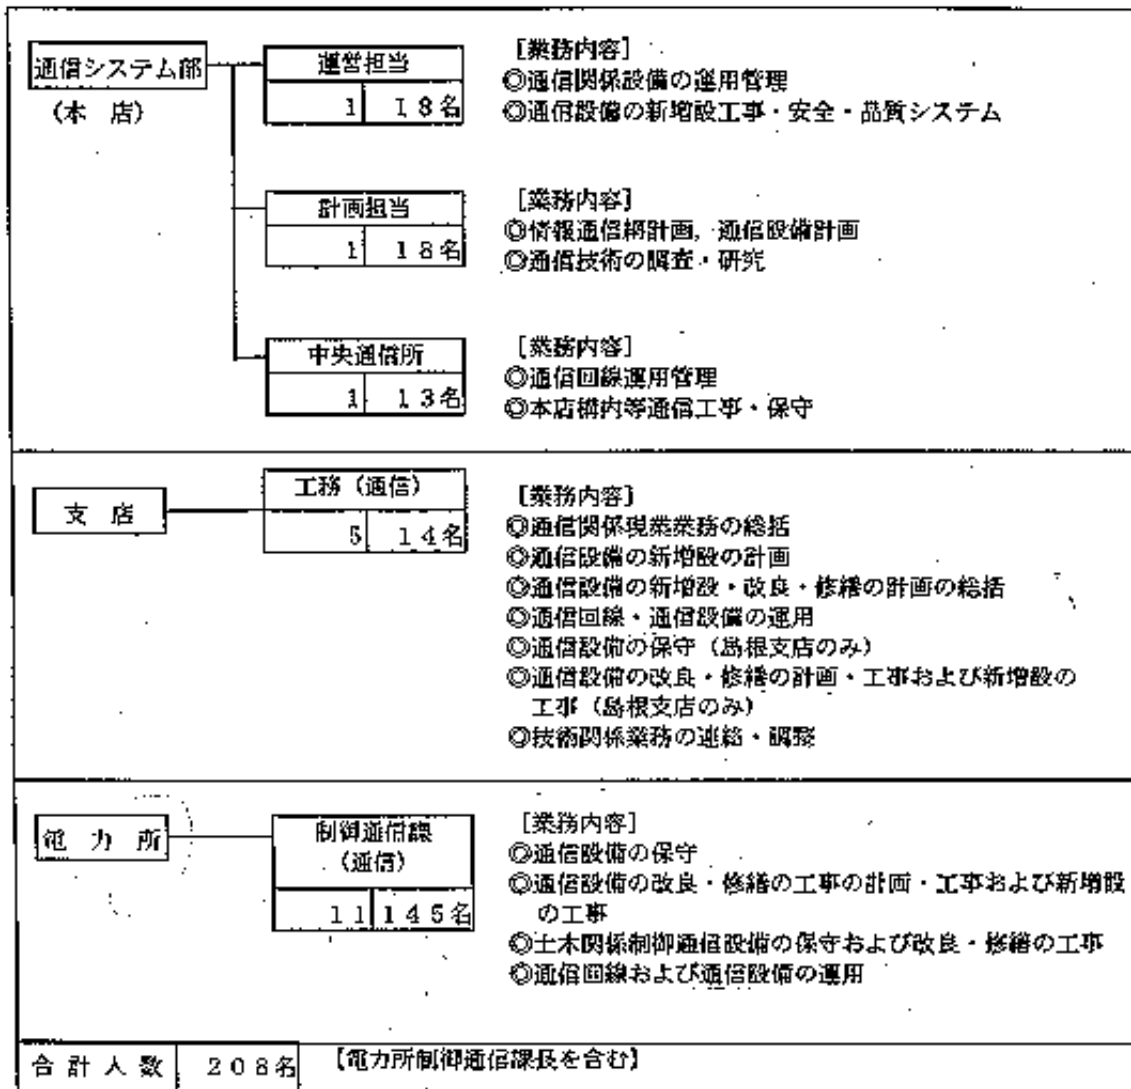 通信システム部
(本 店)
運営担当
1 18名
[業務内容]
◎通信関係設備の運用管理
◎通信設備の新増設工事・安全・品質システム
計画担当
1 18名
[業務内容]
◎情報通信網計画，通信設備計画
◎通信技術の調査・研究
中央通信所
1 13名
[業務内容]
◎通信回線運用管理
◎本店構内等通信工事・保守
支 店
工務（通信）
5 14名
[業務内容]
◎通信関係現業業務の総括
◎通信設備の新増設の計画
◎通信設備の新増設・改良・修繕の計画の総括
◎通信回線・通信設備の運用
◎通信設備の保守（島根支店のみ）
◎通信設備の改良・修繕の計画・工事および新増設の
工事（島根支店のみ）
◎技術関係業務の連絡・調整
電 力 所
制御通信課
（通信）
11 145名
[業務内容]
◎通信設備の保守
◎通信設備の改良・修繕の工事の計画・工事および新増設
の工事
◎土木関係制御通信設備の保守および改良・修繕の工事
◎通信回線および通信設備の運用
合 計 人 数 208名 【電力所制御通信課長を含む】